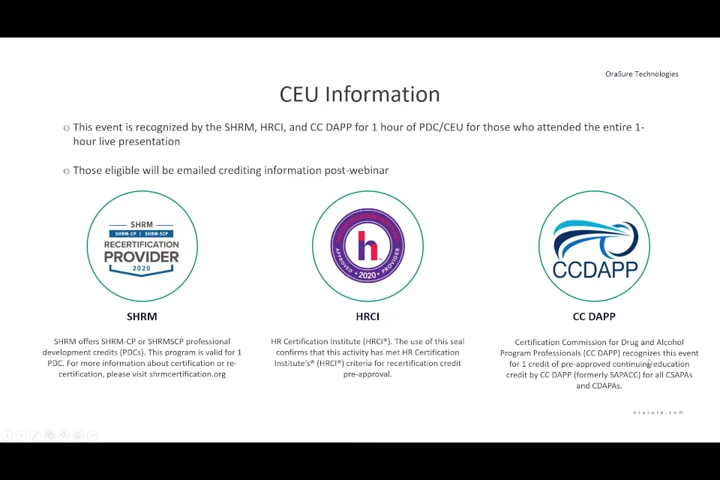 OraSure Technologies
CEU Information
o This event is recognized by the SHRM, HRCI, and CC DAPP for 1 hour of PDC/CEU for those who attended the entire 1-
hour live presentation
o Those eligible will be emailed crediting information post-webinar
SHRM
SHRM-CP | SHRM-SCP
RECERTIFICATION
PROVIDER
2020
h
APPROVED • 2020 • PROVIDER
CCDAPP
SHRM
HRCI
CC DAPP
SHRM offers SHRM-CP or SHRMSCP professional
development credits (PDCs). This program is valid for 1
PDC. For more information about certification or re-
certification, please visit shrmcertification.org
HR Certification Institute (HRCI®). The use of this seal
confirms that this activity has met HR Certification
Institute's® (HRCI®) criteria for recertification credit
pre-approval.
Certification Commission for Drug and Alcohol
Program Professionals (CC DAPP) recognizes this event
for 1 credit of pre-approved continuing education
credit by CC DAPP (formerly SAPACC) for all CSAPAs
and CDAPAs.
orasure.com